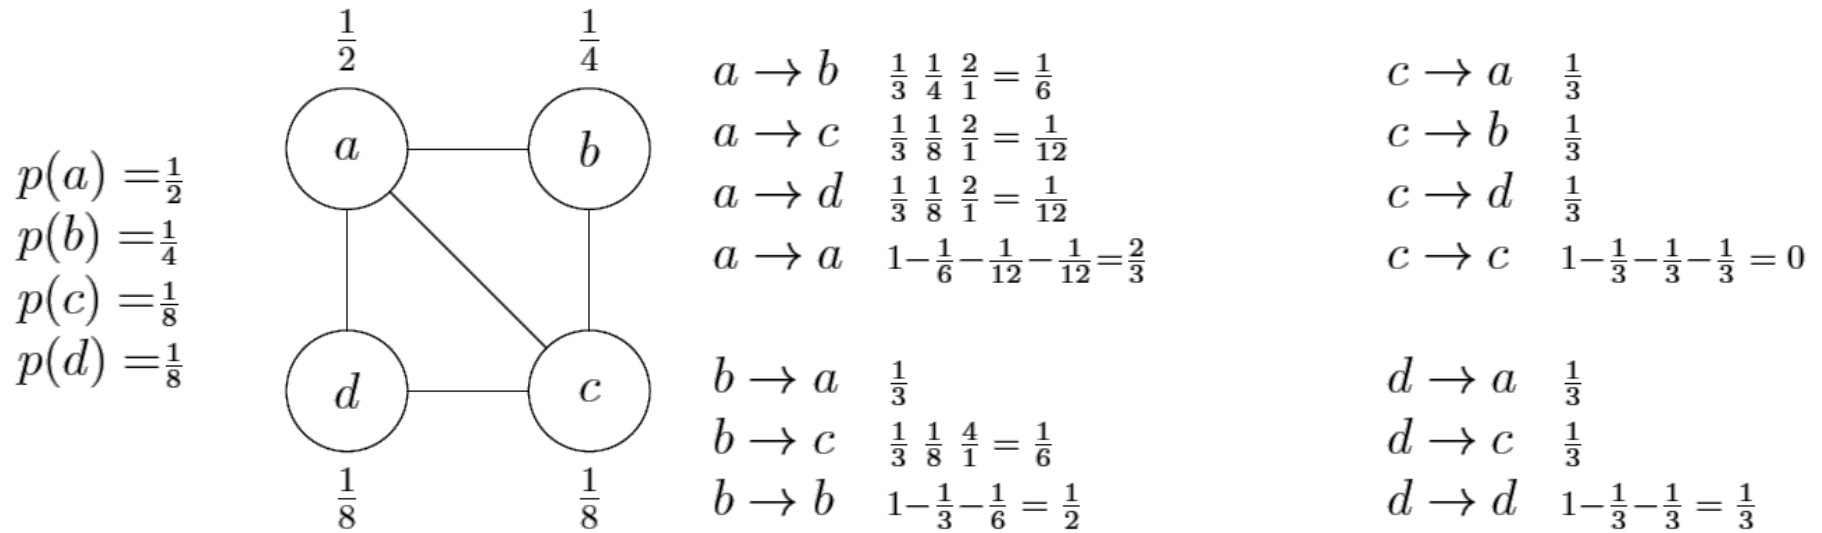 p(a) = 1/2
p(b) = 1/4
p(c) = 1/8
p(d) = 1/8
1/2
1/4
a
b
d
c
1/8
1/8
a → b 1/3 1/4 2/1 = 1/6
a → c 1/3 1/8 2/1 = 1/12
a → d 1/3 1/8 2/1 = 1/12
a → a 1−1/6−1/12−1/12=2/3
b → a 1/3
b → c 1/3 1/8 4/1 = 1/6
b → b 1−1/3−1/6 = 1/2
c → a 1/3
c → b 1/3
c → d 1/3
c → c 1−1/3−1/3−1/3 = 0
d → a 1/3
d → c 1/3
d → d 1−1/3−1/3 = 1/3